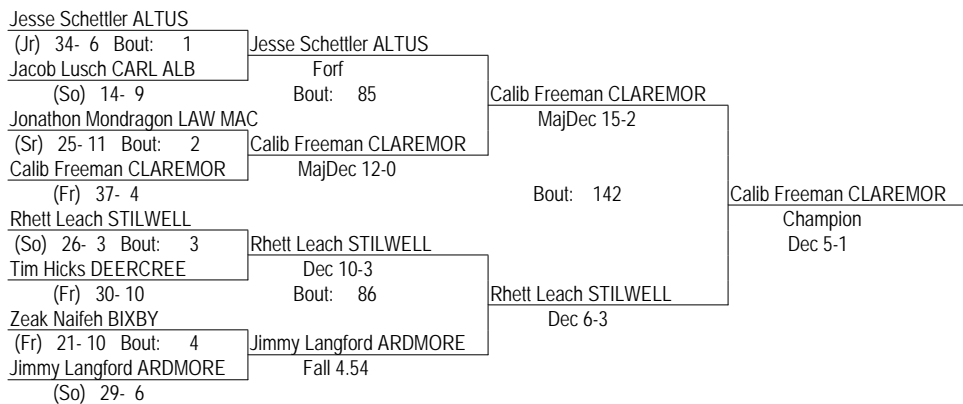 Jesse Schettler ALTUS
(Jr) 34- 6 Bout: 1
Jesse Schettler ALTUS
Jacob Lusch CARL ALB
Forf
(So) 14- 9
Bout: 85
Calib Freeman CLAREMOR
Jonathon Mondragon LAW MAC
MajDec 15-2
(Sr) 25- 11 Bout: 2
Calib Freeman CLAREMOR
Calib Freeman CLAREMOR
MajDec 12-0
(Fr) 37- 4
Bout: 142
Calib Freeman CLAREMOR
Rhett Leach STILWELL
Champion
(So) 26- 3 Bout: 3
Rhett Leach STILWELL
Dec 5-1
Tim Hicks DEERCREE
Dec 10-3
(Fr) 30- 10
Bout: 86
Rhett Leach STILWELL
Zeak Naifeh BIXBY
Dec 6-3
(Fr) 21- 10 Bout: 4
Jimmy Langford ARDMORE
Jimmy Langford ARDMORE
Fall 4.54
(So) 29- 6